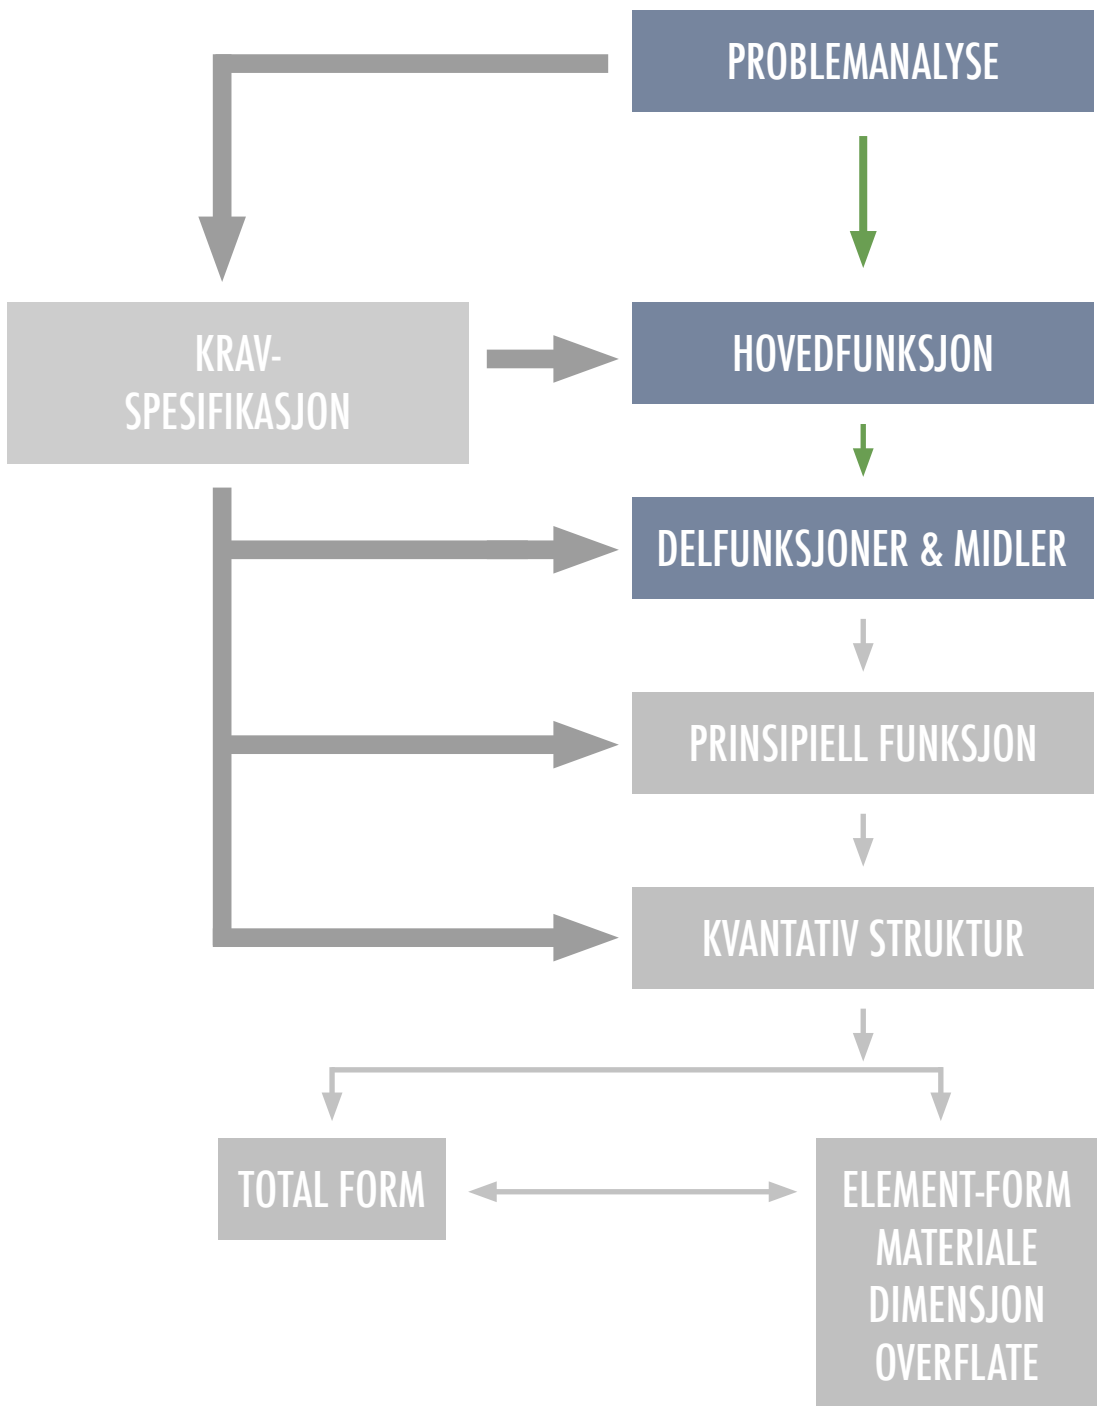 PROBLEMANALYSE
KRAV-
SPESIFIKASJON
HOVEDFUNKSJON
DELFUNKSJONER & MIDLER
PRINSIPIELL FUNKSJON
KVANTATIV STRUKTUR
TOTAL FORM
ELEMENT-FORM
MATERIALE
DIMENSJON
OVERFLATE